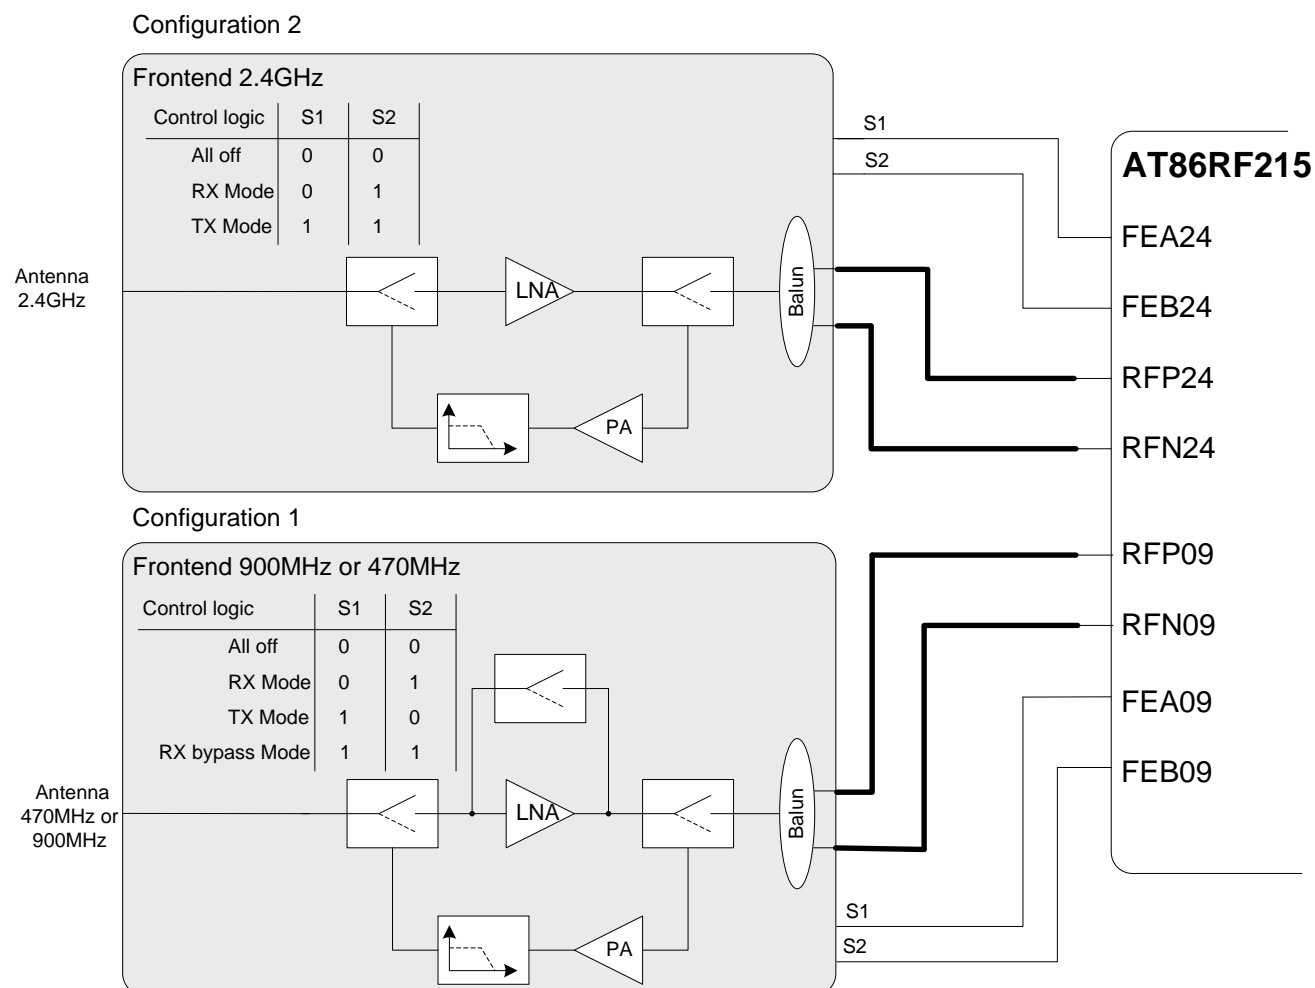 Configuration 2
Frontend 2.4GHz
Control logic S1 S2
All off 0 0
RX Mode 0 1
TX Mode 1 1
Antenna
2.4GHz
LNA
Balun
PA
S1
S2
AT86RF215
FEA24
FEB24
RFP24
RFN24
RFP09
RFN09
FEA09
FEB09
Configuration 1
Frontend 900MHz or 470MHz
Control logic S1 S2
All off 0 0
RX Mode 0 1
TX Mode 1 0
RX bypass Mode 1 1
Antenna
470MHz or
900MHz
LNA
Balun
PA
S1
S2